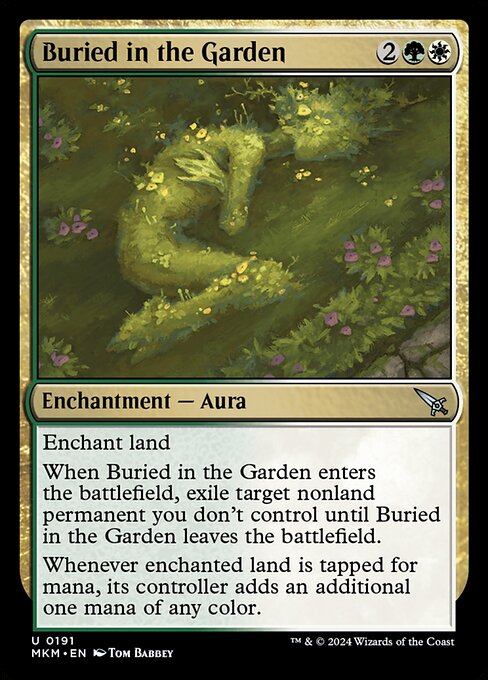 Buried in the Garden 2
Enchantment — Aura
Enchant land
When Buried in the Garden enters
the battlefield, exile target nonland
permanent you don't control until Buried
in the Garden leaves the battlefield.
Whenever enchanted land is tapped for
mana, its controller adds an additional
one mana of any color.
U 0191
MKM • EN Tom Babbey
™ & © 2024 Wizards of the Coast